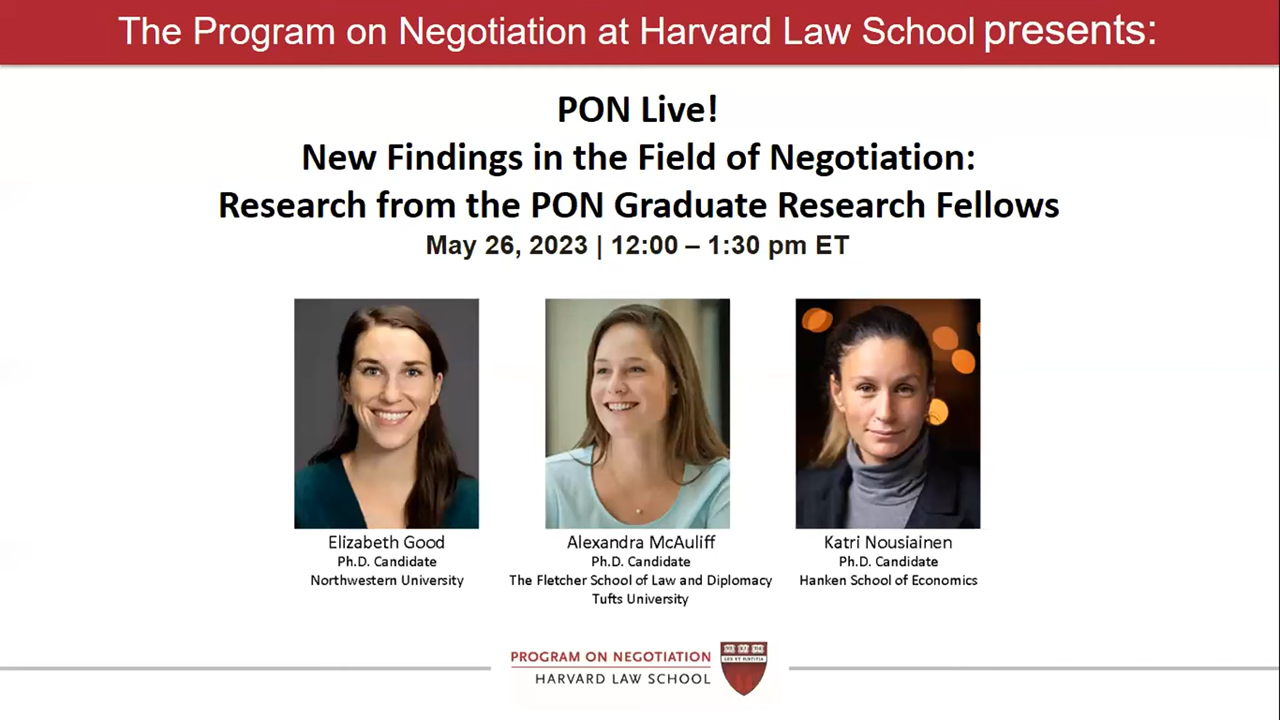 The Program on Negotiation at Harvard Law School presents:
PON Live!
New Findings in the Field of Negotiation:
Research from the PON Graduate Research Fellows
May 26, 2023 | 12:00 – 1:30 pm ET
Elizabeth Good
Ph.D. Candidate
Northwestern University
Alexandra McAuliff
Ph.D. Candidate
The Fletcher School of Law and Diplomacy
Tufts University
Katri Nousiainen
Ph.D. Candidate
Hanken School of Economics
PROGRAM ON NEGOTIATION
HARVARD LAW SCHOOL
LEX ET IUSTITIA